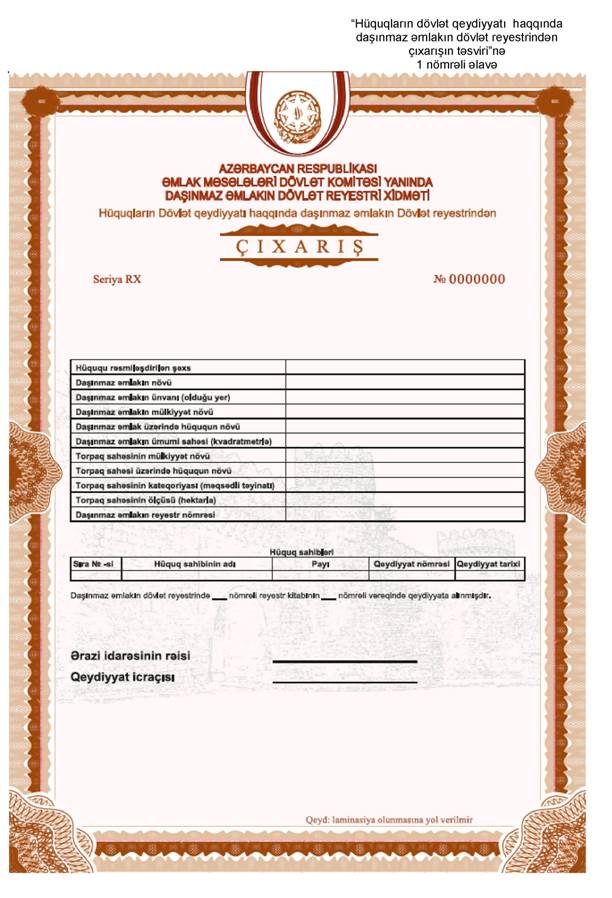 “Hüquqların dövlət qeydiyyatı haqqında
daşınmaz əmlakın dövlət reyestrindən
çıxarışın təsviri”nə
1 nömrəli əlavə
AZƏRBAYCAN RESPUBLİKASI
ƏMLAK MƏSƏLƏLƏRİ DÖVLƏT KOMİTƏSİ YANINDA
DAŞINMAZ ƏMLAKIN DÖVLƏT REYESTRİ XİDMƏTİ
Hüquqların Dövlət qeydiyyatı haqqında daşınmaz əmlakın Dövlət reyestrindən
ÇIXARIŞ
Seriya RX № 0000000
Hüququ rəsmiləşdirilən şəxs
Daşınmaz əmlakın növü
Daşınmaz əmlakın ünvanı (olduğu yer)
Daşınmaz əmlakın mülkiyyət növü
Daşınmaz əmlak üzərində hüququn növü
Daşınmaz əmlakın ümumi sahəsi (kvadratmetrlə)
Torpaq sahəsinin mülkiyyət növü
Torpaq sahəsi üzərində hüququn növü
Torpaq sahəsinin kateqoriyası (məqsədli təyinatı)
Torpaq sahəsinin ölçüsü (hektarla)
Daşınmaz əmlakın reyestr nömrəsi
Hüquq sahibləri
Sıra № -si Hüquq sahibinin adı Payı Qeydiyyat nömrəsi Qeydiyyat tarixi
Daşınmaz əmlakın dövlət reyestrində ___ nömrəli reyestr kitabının ___ nömrəli vərəqində qeydiyyata alınmışdır.
Ərazi idarəsinin rəisi
Qeydiyyat icraçısı
Qeyd: laminasiya olunmasına yol verilmir